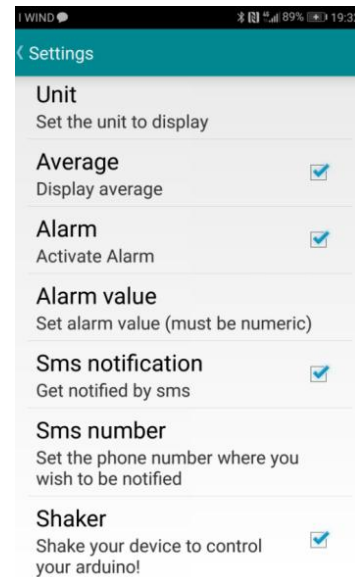 I WIND 89% 19:3
Settings
Unit
Set the unit to display
Average
Display average
Alarm
Activate Alarm
Alarm value
Set alarm value (must be numeric)
Sms notification
Get notified by sms
Sms number
Set the phone number where you
wish to be notified
Shaker
Shake your device to control
your arduino!